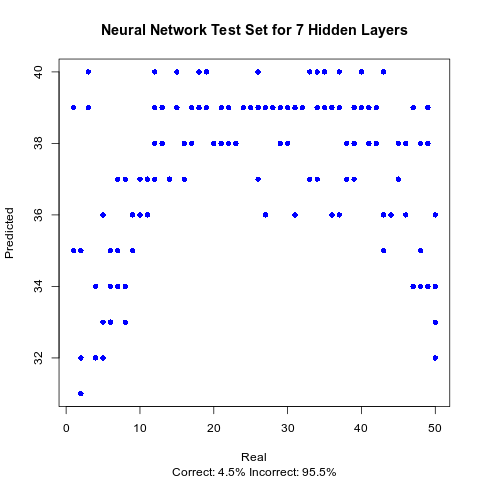 Neural Network Test Set for 7 Hidden Layers
40
38
36
34
32
Predicted
0 10 20 30 40 50
Real
Correct: 4.5% Incorrect: 95.5%